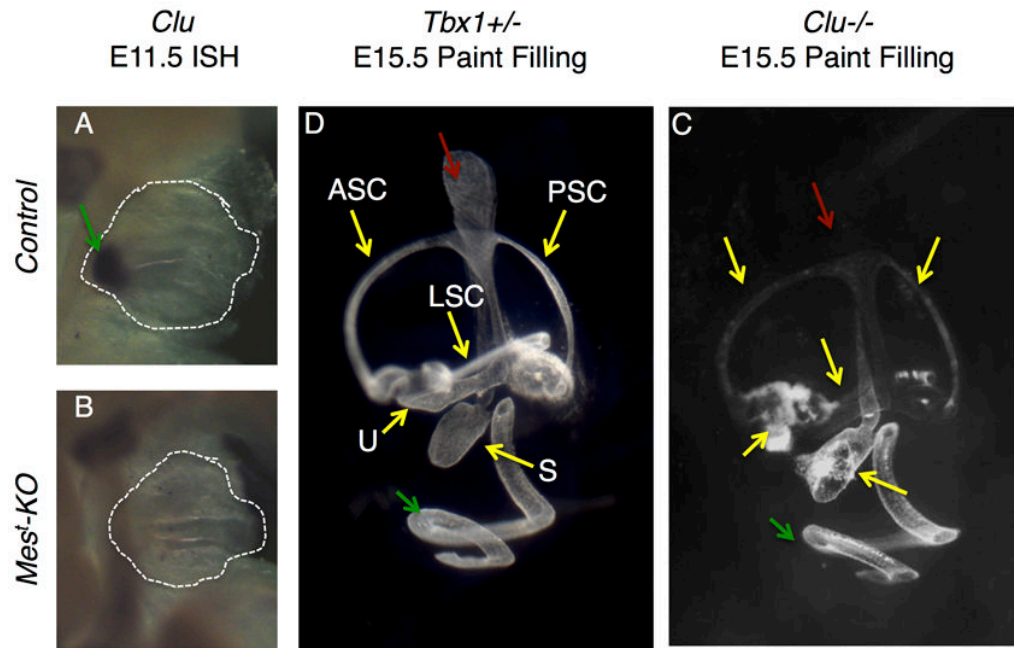 Clu
E11.5 ISH
Tbx1+/-
E15.5 Paint Filling
Clu-/-
E15.5 Paint Filling
Control
Mesᵗ-KO
A
B
D
ASC
PSC
LSC
U
S
C